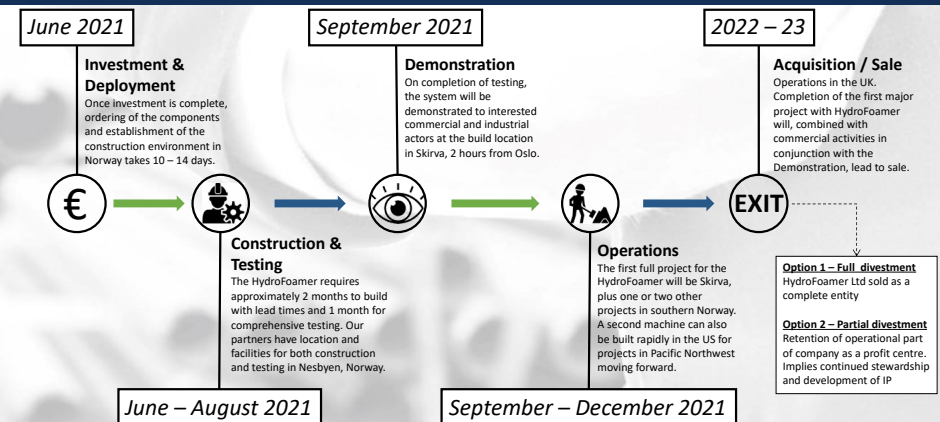 June 2021
Investment &
Deployment
Once investment is complete,
ordering of the components
and establishment of the
construction environment in
Norway takes 10 – 14 days.
€
Construction &
Testing
The HydroFoamer requires
approximately 2 months to build
with lead times and 1 month for
comprehensive testing. Our
partners have location and
facilities for both construction
and testing in Nesbyen, Norway.
June – August 2021
September 2021
Demonstration
On completion of testing,
the system will be
demonstrated to interested
commercial and industrial
actors at the build location
in Skirva, 2 hours from Oslo.
Operations
The first full project for the
HydroFoamer will be Skirva,
plus one or two other
projects in southern Norway.
A second machine can also
be built rapidly in the US for
projects in Pacific Northwest
moving forward.
September – December 2021
2022 – 23
Acquisition / Sale
Operations in the UK.
Completion of the first major
project with HydroFoamer
will, combined with
commercial activities in
conjunction with the
Demonstration, lead to sale.
EXIT
Option 1 – Full divestment
HydroFoamer Ltd sold as a
complete entity
Option 2 – Partial divestment
Retention of operational part
of company as a profit centre.
Implies continued stewardship
and development of IP